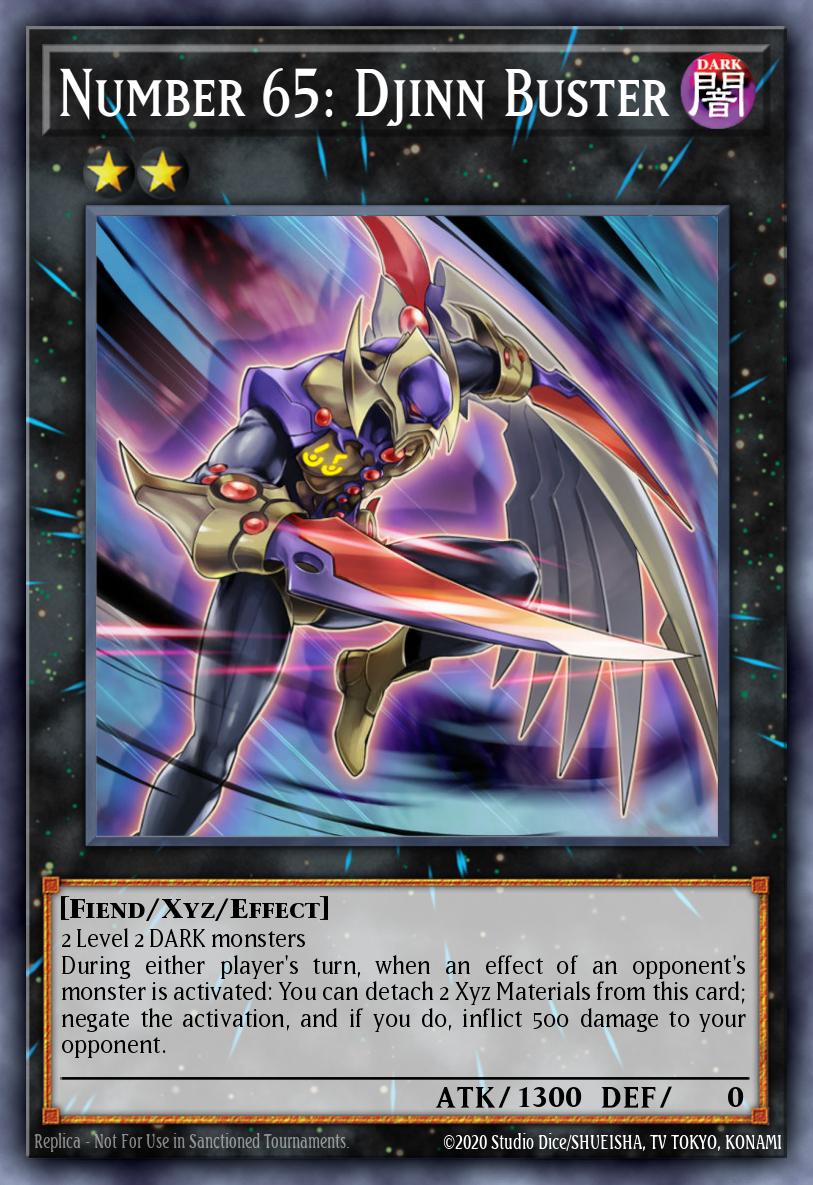 Number 65: Djinn Buster
DARK
闇
65
[Fiend/Xyz/Effect]
2 Level 2 DARK monsters
During either player's turn, when an effect of an opponent's
monster is activated: You can detach 2 Xyz Materials from this card;
negate the activation, and if you do, inflict 500 damage to your
opponent.
ATK/1300 DEF/ 0
Replica - Not For Use in Sanctioned Tournaments.
©2020 Studio Dice/SHUEISHA, TV TOKYO, KONAMI